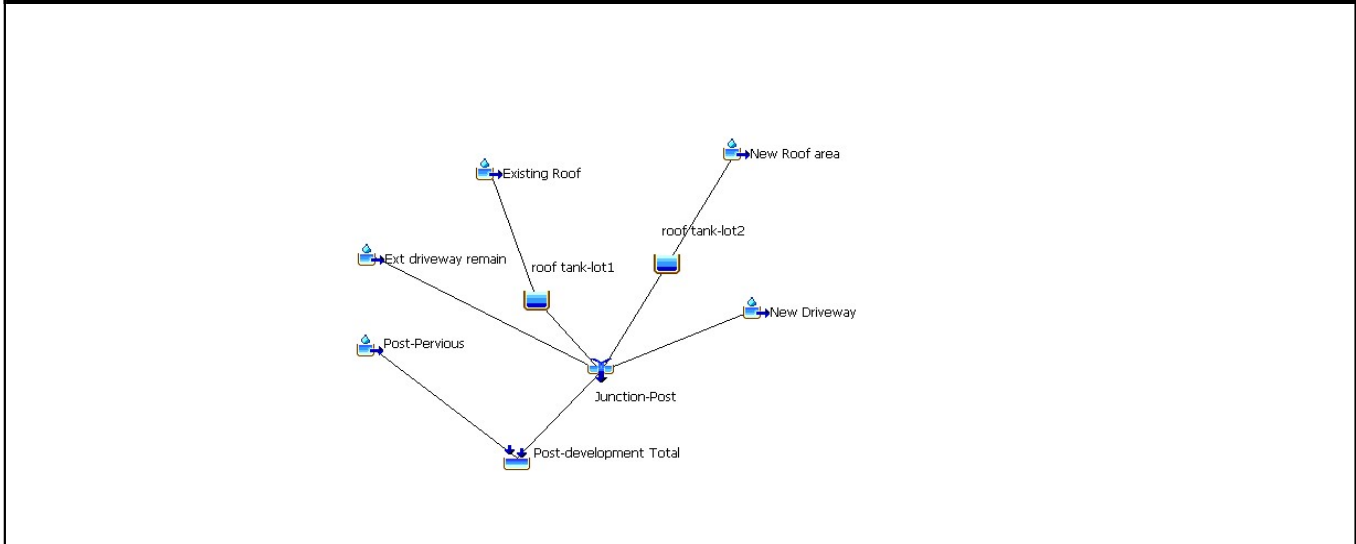 New Roof area
Existing Roof
roof tank-lot2
Ext driveway remain
roof tank-lot1
New Driveway
Post-Pervious
Junction-Post
Post-development Total